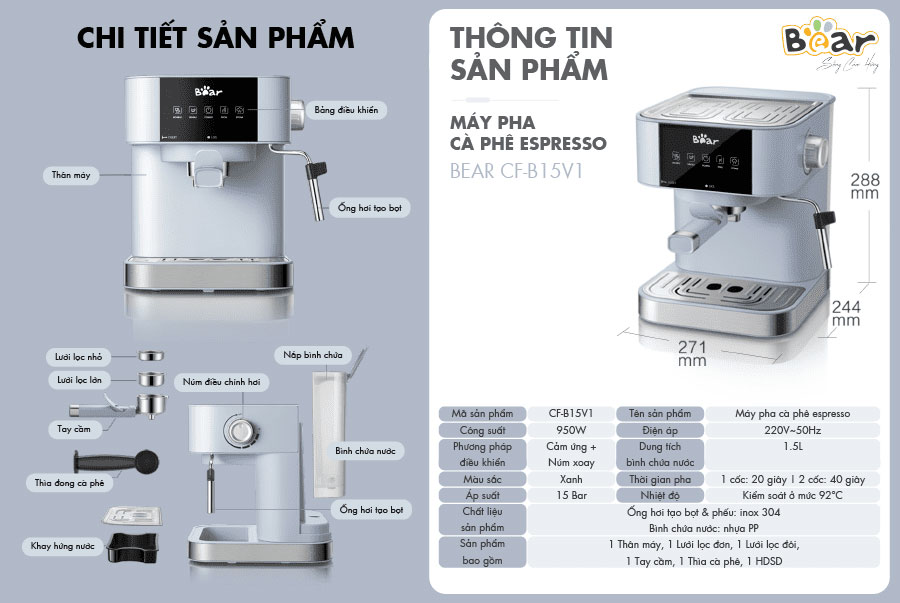 CHI TIẾT SẢN PHẨM
Bear
Bảng điều khiển
Thân máy
Ống hơi tạo bọt
Lưới lọc nhỏ
Lưới lọc lớn
Tay cầm
Thìa đong cà phê
Khay hứng nước
Nắp bình chứa
Núm điều chỉnh hơi
Bình chứa nước
Ống hơi tạo bọt
THÔNG TIN
SẢN PHẨM
Bear
MÁY PHA
CÀ PHÊ ESPRESSO
BEAR CF-B15V1
Bear
288
mm
244
mm
271
mm
Mã sản phẩm CF-B15V1 Tên sản phẩm Máy pha cà phê espresso
Công suất 950W Điện áp 220V~50Hz
Phương pháp điều khiển Cảm ứng + Núm xoay Dung tích bình chứa nước 1.5L
Màu sắc Xanh Thời gian pha 1 cốc: 20 giây I 2 cốc: 40 giây
Áp suất 15 Bar Nhiệt độ Kiểm soát ở mức 92°C
Chất liệu sản phẩm Ống hơi tạo bọt & phếu: inox 304
Bình chứa nước: nhựa PP
Sản phẩm bao gồm 1 Thân máy, 1 Lưới lọc đơn, 1 Lưới lọc đôi,
1 Tay cầm, 1 Thìa cà phê, 1 HDSD